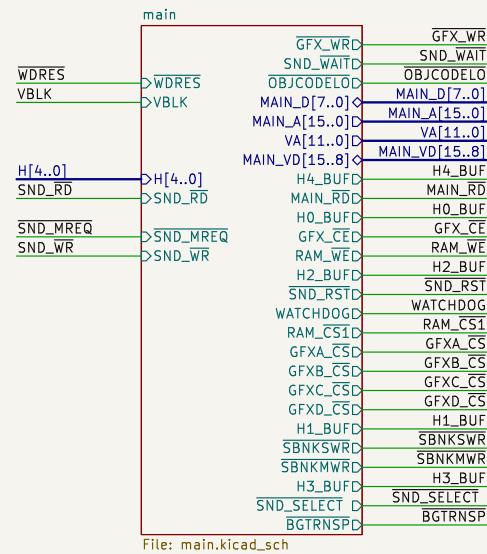 main
GFX_WR GFX_WR
SND_WAIT SND_WAIT
WDRES WDRES OBJCODELO OBJCODELO
VBLK VBLK MAIN_D[7..0] MAIN_D[7..0]
MAIN_A[15..0] MAIN_A[15..0]
VA[11..0] VA[11..0]
MAIN_VD[15..8] MAIN_VD[15..8]
H[4..0] H[4..0] H4_BUF H4_BUF
SND_RD SND_RD MAIN_RD MAIN_RD
H0_BUF H0_BUF
SND_MREQ SND_MREQ GFX_CE GFX_CE
SND_WR SND_WR RAM_WE RAM_WE
H2_BUF H2_BUF
SND_RST SND_RST
WATCHDOG WATCHDOG
RAM_CS1 RAM_CS1
GFXA_CS GFXA_CS
GFXB_CS GFXB_CS
GFXC_CS GFXC_CS
GFXD_CS GFXD_CS
H1_BUF H1_BUF
SBNKSWR SBNKSWR
SBNKMWR SBNKMWR
H3_BUF H3_BUF
SND_SELECT SND_SELECT
BGTRNSP BGTRNSP
File: main.kicad_sch